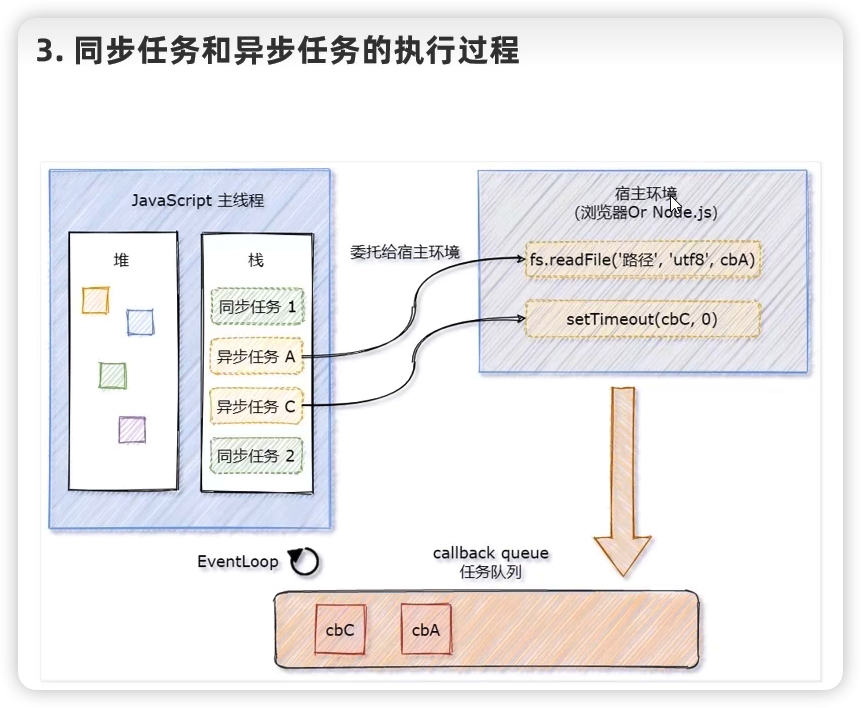 3. 同步任务和异步任务的执行过程
JavaScript 主线程
堆
栈
同步任务 1
异步任务 A
异步任务 C
同步任务 2
委托给宿主环境
宿主环境
(浏览器Or Node.js)
fs.readFile('路径', 'utf8', cbA)
setTimeout(cbC, 0)
EventLoop
callback queue
任务队列
cbC
cbA